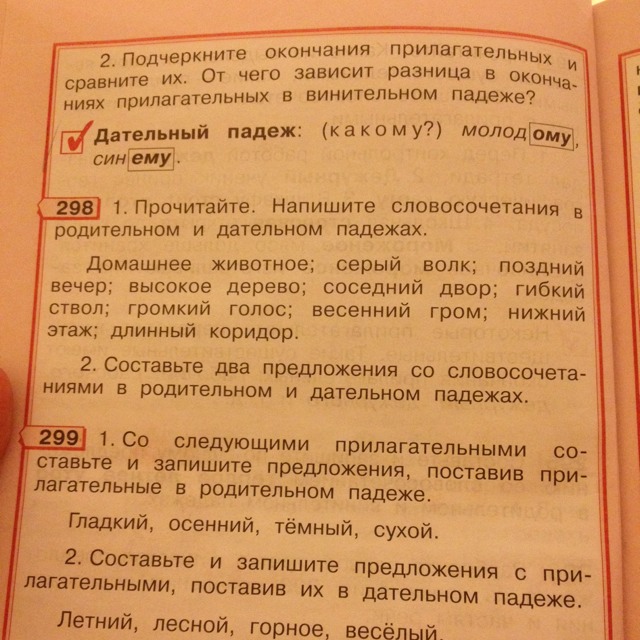 2. Подчеркните окончания прилагательных и
сравните их. От чего зависит разница в оконча-
ниях прилагательных в винительном падеже?
Дательный падеж: (какому?) молодому,
синему.
298 1. Прочитайте. Напишите словосочетания в
родительном и дательном падежах.
Домашнее животное; серый волк; поздний
вечер; высокое дерево; соседний двор; гибкий
ствол; громкий голос; весенний гром; нижний
этаж; длинный коридор.
2. Составьте два предложения со словосочета-
ниями в родительном и дательном падежах.
299 1. Со следующими прилагательными со-
ставьте и запишите предложения, поставив при-
лагательные в родительном падеже.
Гладкий, осенний, тёмный, сухой.
2. Составьте и запишите предложения с при-
лагательными, поставив их в дательном падеже.
Летний, лесной, горное, весёлый.